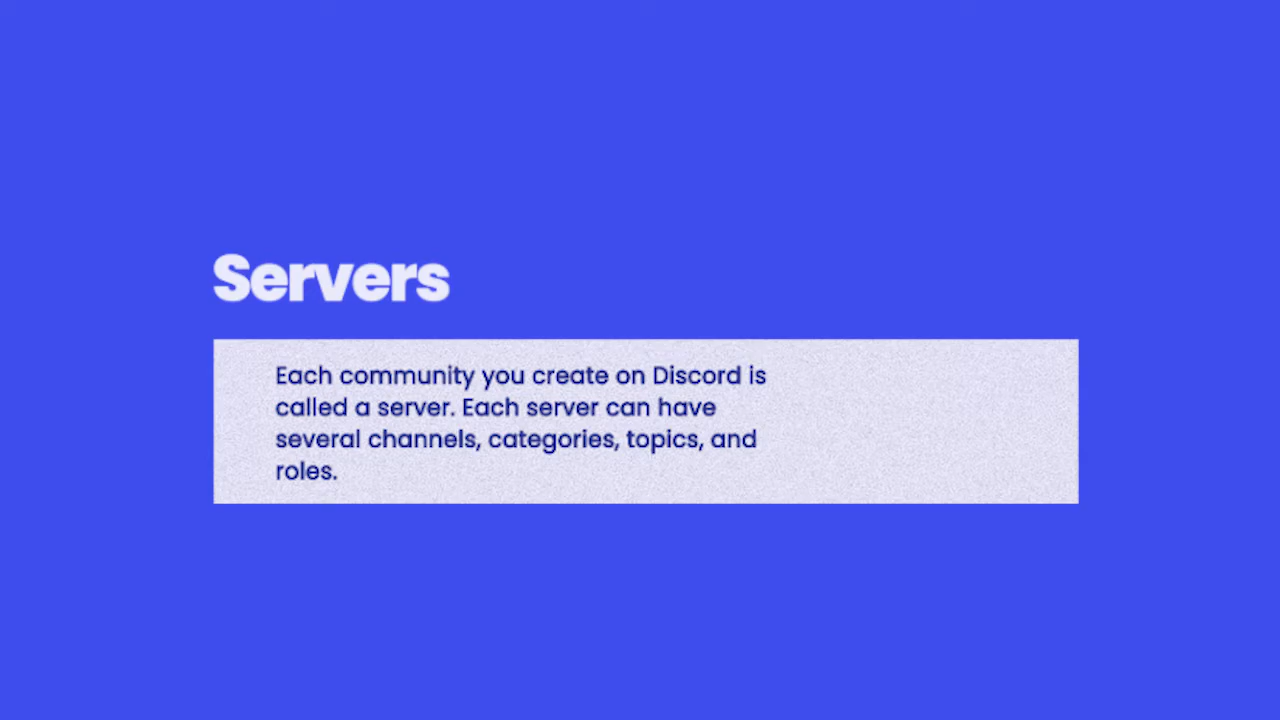 Servers
Each community you create on Discord is
called a server. Each server can have
several channels, categories, topics, and
roles.